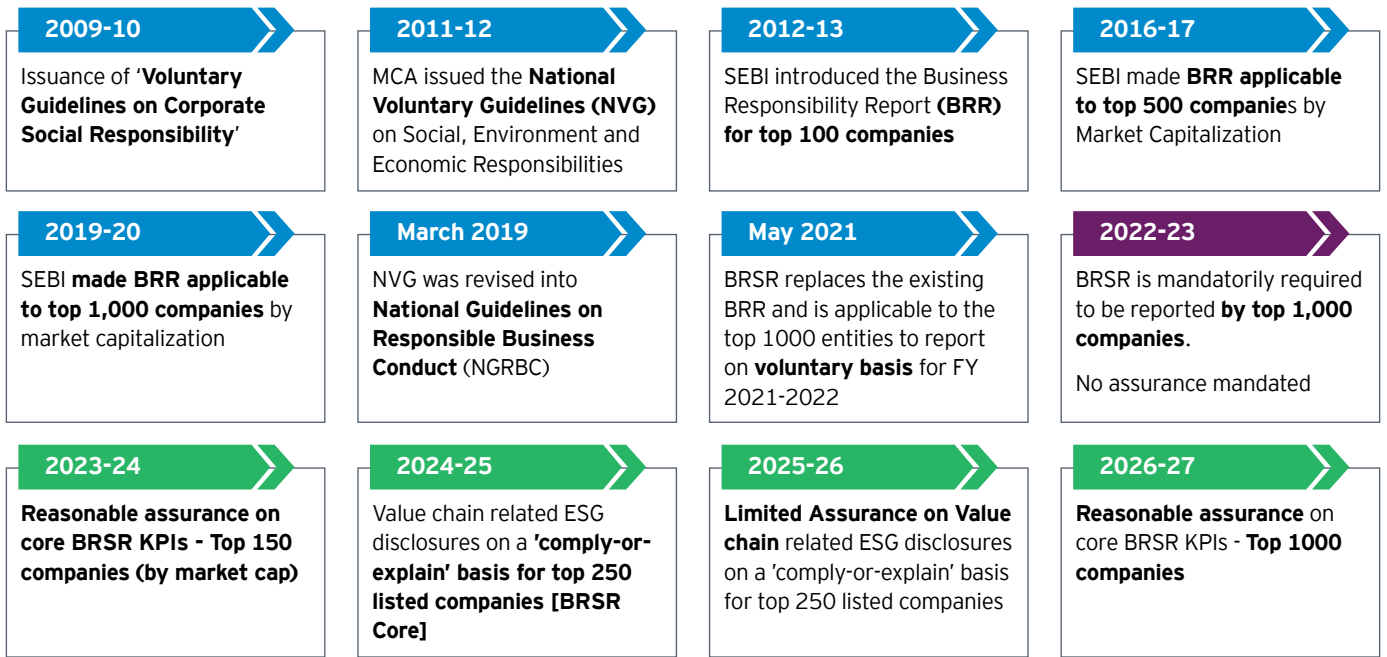 2009-10
Issuance of ‘Voluntary
Guidelines on Corporate
Social Responsibility’
2011-12
MCA issued the National
Voluntary Guidelines (NVG)
on Social, Environment and
Economic Responsibilities
2012-13
SEBI introduced the Business
Responsibility Report (BRR)
for top 100 companies
2016-17
SEBI made BRR applicable
to top 500 companies by
Market Capitalization
2019-20
SEBI made BRR applicable
to top 1,000 companies by
market capitalization
March 2019
NVG was revised into
National Guidelines on
Responsible Business
Conduct (NGRBC)
May 2021
BRSR replaces the existing
BRR and is applicable to the
top 1000 entities to report
on voluntary basis for FY
2021-2022
2022-23
BRSR is mandatorily required
to be reported by top 1,000
companies.
No assurance mandated
2023-24
Reasonable assurance on
core BRSR KPIs - Top 150
companies (by market cap)
2024-25
Value chain related ESG
disclosures on a ’comply-or-
explain’ basis for top 250
listed companies [BRSR
Core]
2025-26
Limited Assurance on Value
chain related ESG disclosures
on a ’comply-or-explain’ basis
for top 250 listed companies
2026-27
Reasonable assurance on
core BRSR KPIs - Top 1000
companies